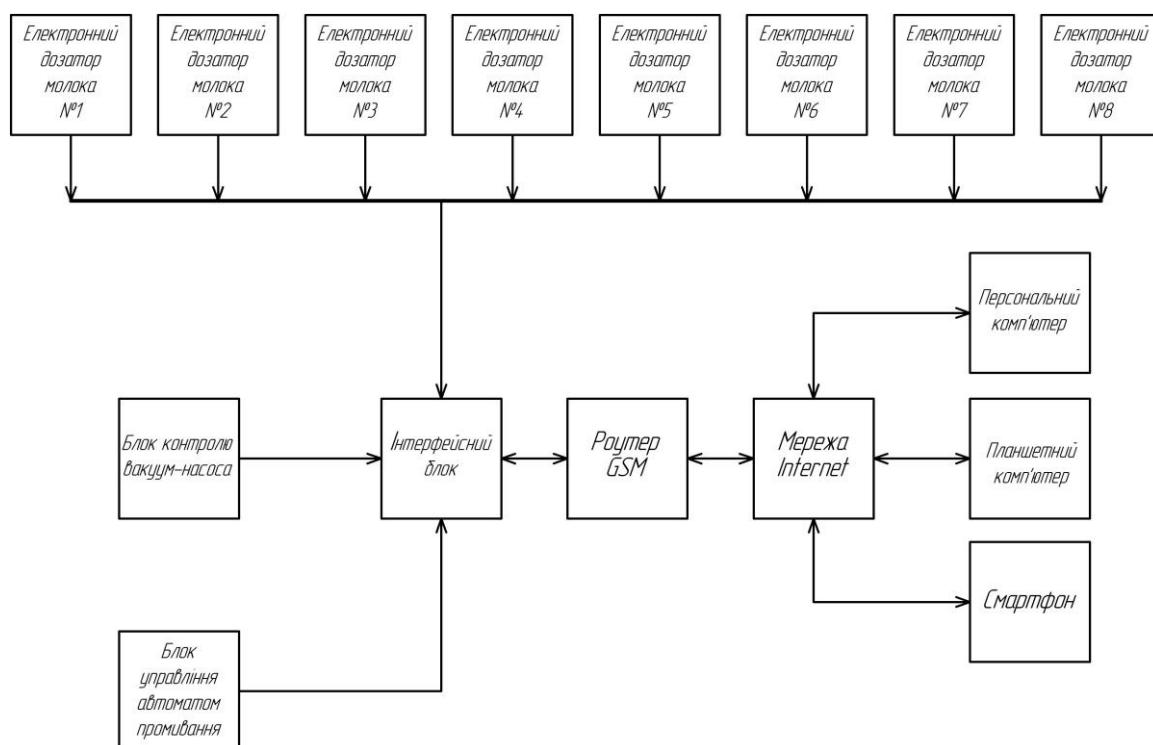 Електронний
дозатор
молока
№1
Електронний
дозатор
молока
№2
Електронний
дозатор
молока
№3
Електронний
дозатор
молока
№4
Електронний
дозатор
молока
№5
Електронний
дозатор
молока
№6
Електронний
дозатор
молока
№7
Електронний
дозатор
молока
№8
Персональний
комп'ютер
Блок контролю
вакуум-насоса
Інтерфейсний
блок
Роутер
GSM
Мережа
Internet
Планшетний
комп'ютер
Смартфон
Блок
управління
автоматом
промивання